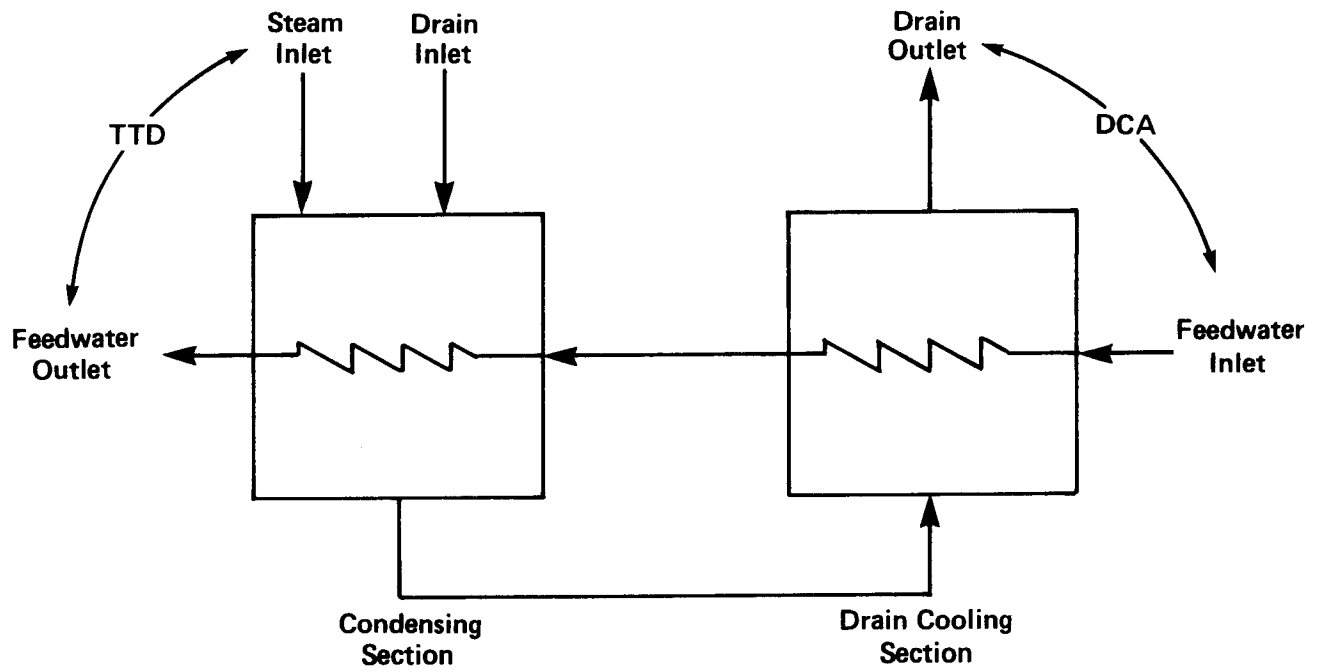 Steam
Inlet
Drain
Inlet
Drain
Outlet
TTD
DCA
Feedwater
Outlet
Feedwater
Inlet
Condensing
Section
Drain Cooling
Section